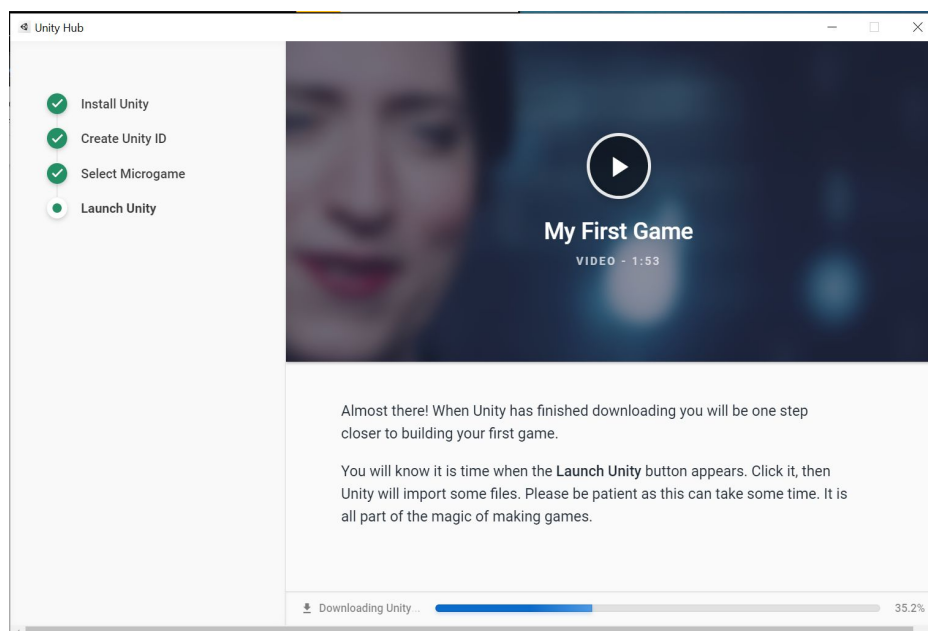 Unity Hub
Install Unity
Create Unity ID
Select Microgame
Launch Unity
My First Game
VIDEO - 1:53
Almost there! When Unity has finished downloading you will be one step
closer to building your first game.
You will know it is time when the Launch Unity button appears. Click it, then
Unity will import some files. Please be patient as this can take some time. It is
all part of the magic of making games.
Downloading Unity... 35.2%